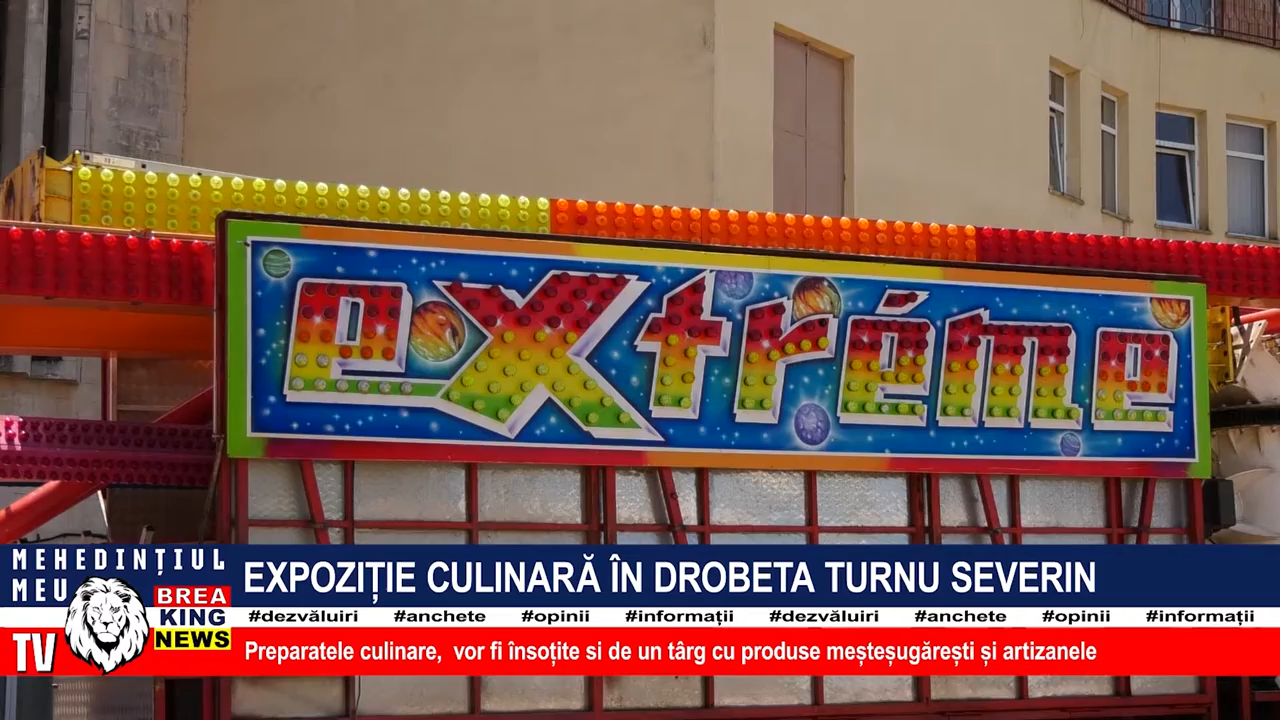 extréme
MEHEDINȚIUL
MEU
TV
BREA
KING
NEWS
EXPOZIȚIE CULINARĂ ÎN DROBETA TURNU SEVERIN
#dezvăluiri #anchete #opinii #informații #dezvăluiri #anchete #opinii #informații
Preparatele culinare, vor fi însoțite si de un târg cu produse meșteșugărești și artizanele